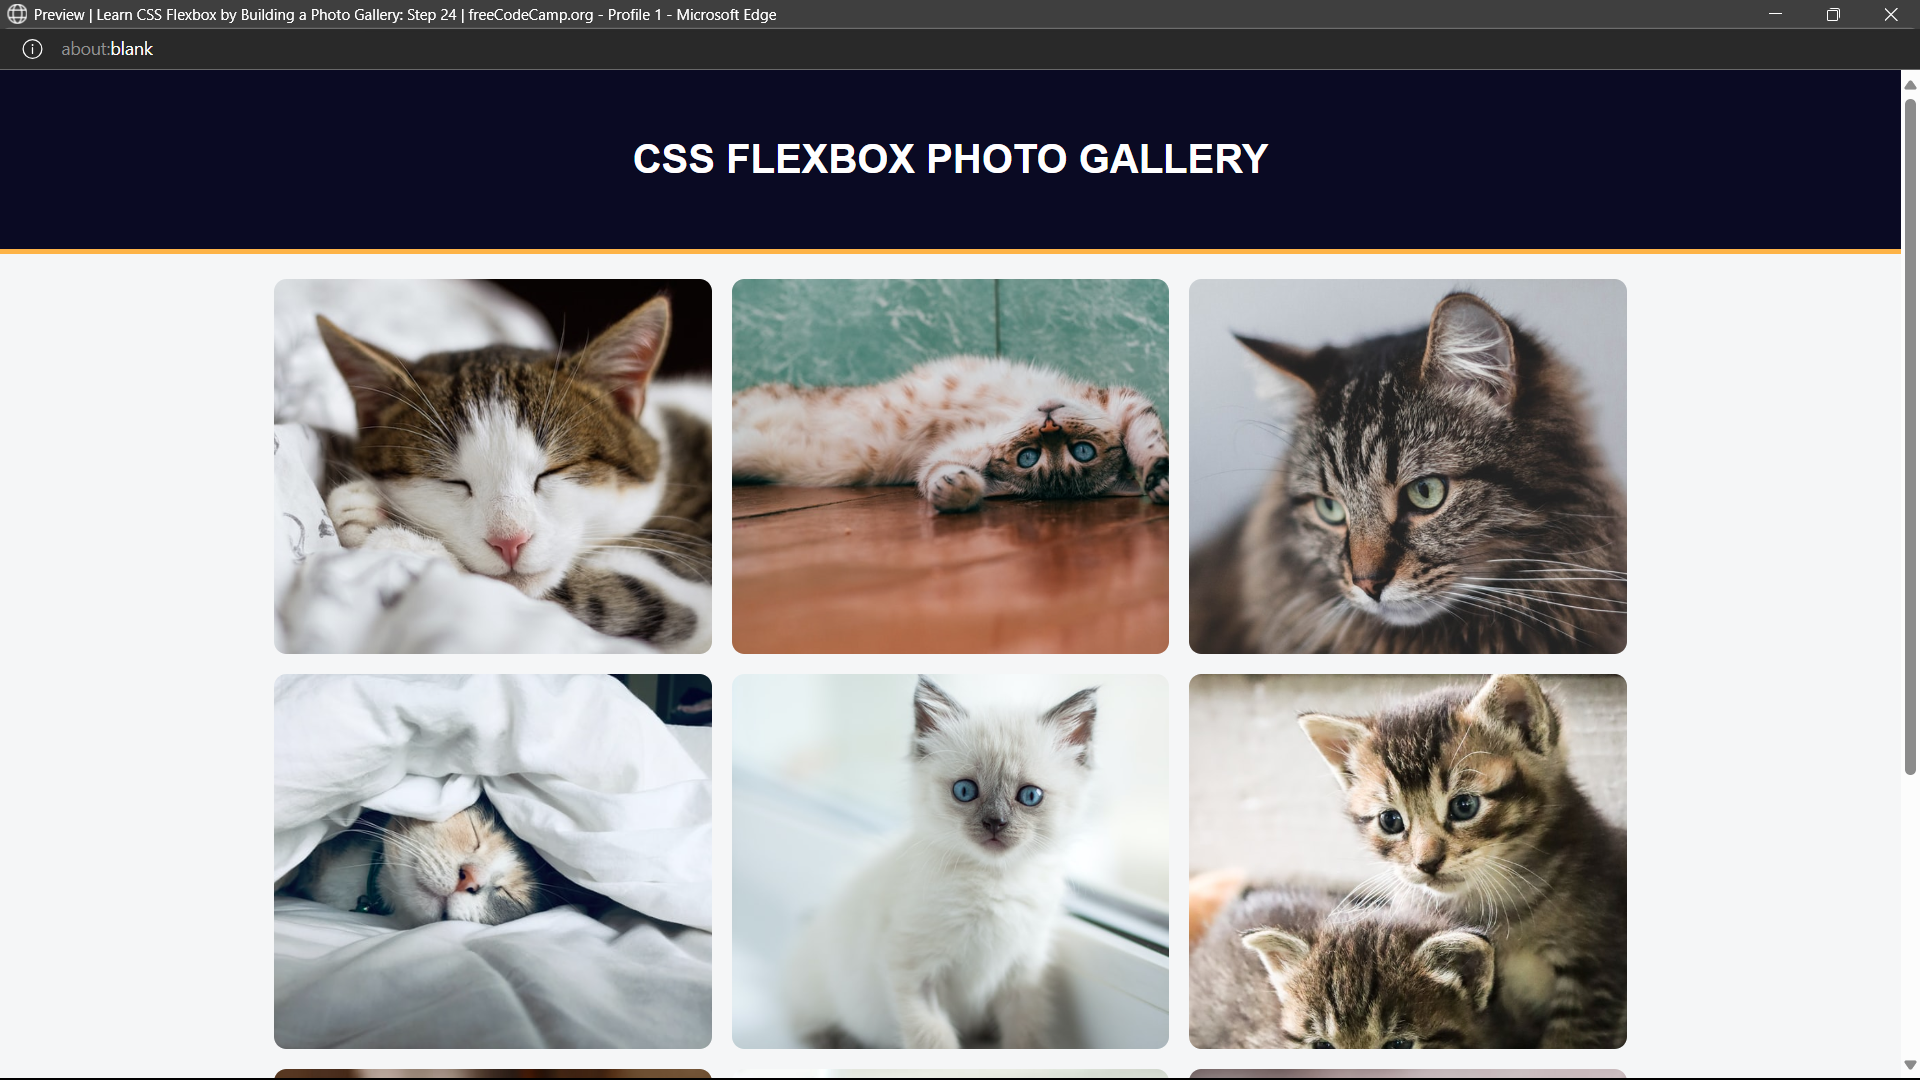 Preview | Learn CSS Flexbox by Building a Photo Gallery: Step 24 | freeCodeCamp.org - Profile 1 - Microsoft Edge
about:blank
CSS FLEXBOX PHOTO GALLERY